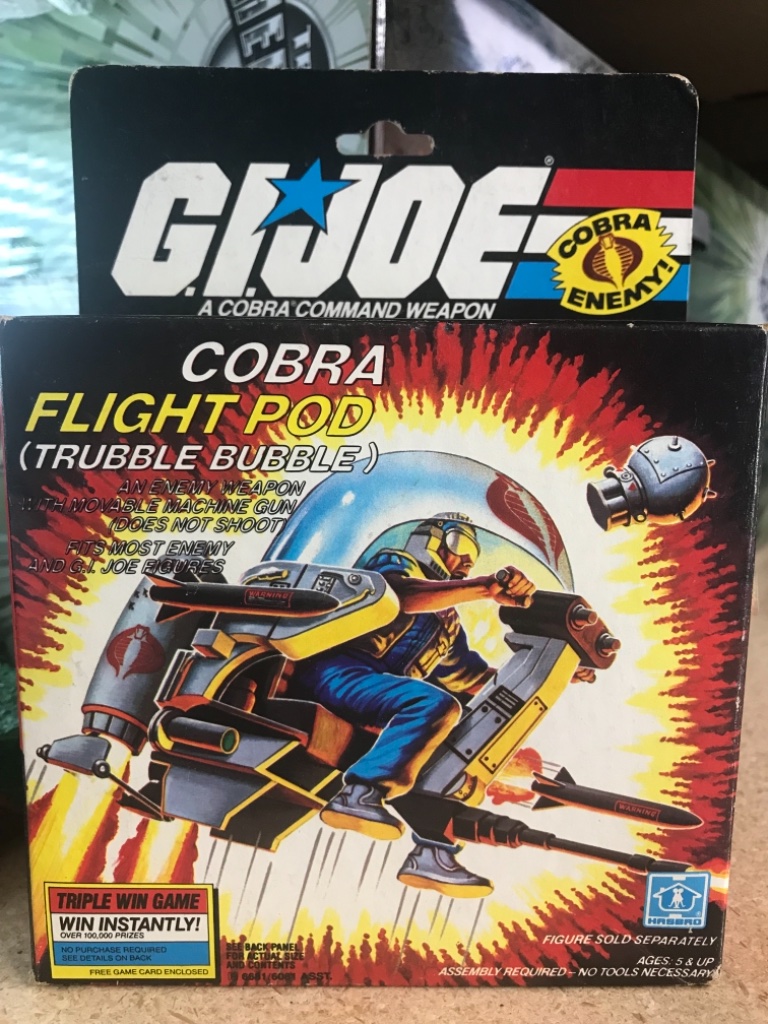 G.I.JOE
®
A COBRA COMMAND WEAPON
COBRA
ENEMY!
COBRA
FLIGHT POD
(TRUBBLE BUBBLE)
AN ENEMY WEAPON
WITH MOVABLE MACHINE GUN
(DOES NOT SHOOT)
FITS MOST ENEMY
AND G.I. JOE FIGURES
WARNING
WARNING
TRIPLE WIN GAME
WIN INSTANTLY!
OVER 100,000 PRIZES
NO PURCHASE REQUIRED
SEE DETAILS ON BACK
FREE GAME CARD ENCLOSED
SEE BACK PANEL
FOR ACTUAL SIZE
AND CONTENTS
ASST.
HASBRO
FIGURE SOLD SEPARATELY
AGES: 5 & UP
ASSEMBLY REQUIRED – NO TOOLS NECESSARY